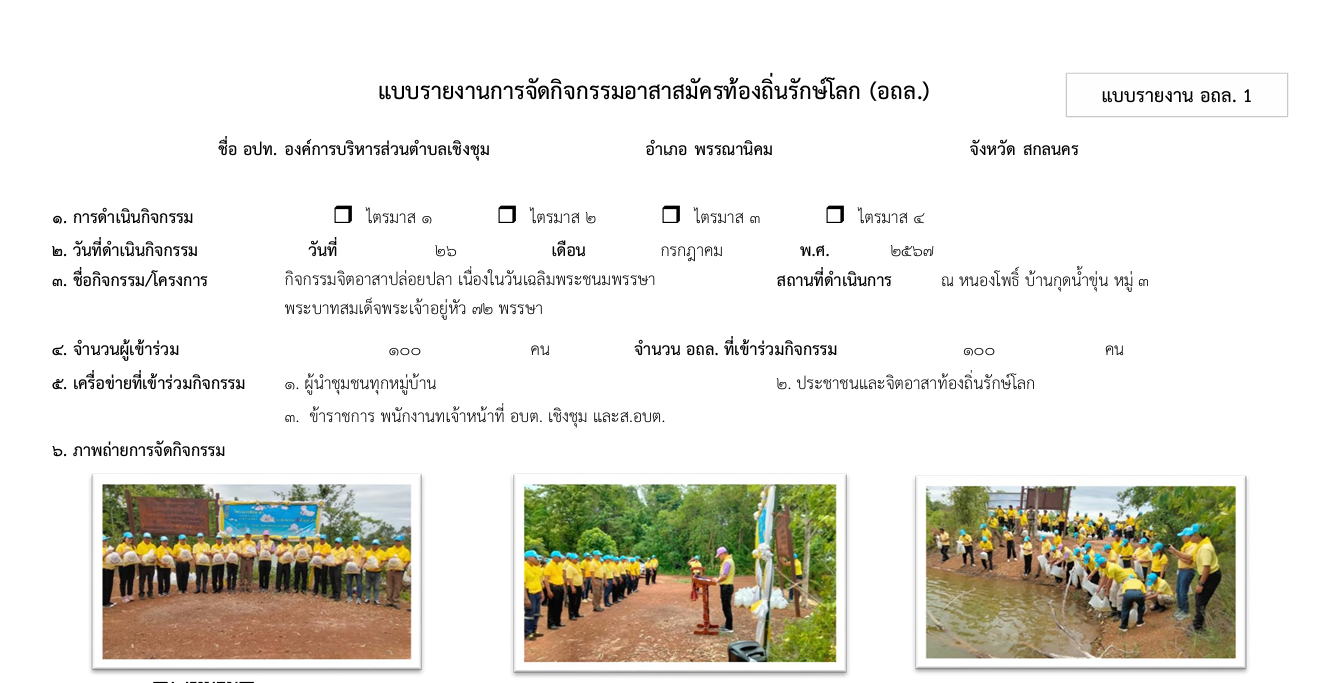 แบบรายงานการจัดกิจกรรมอาสาสมัครท้องถิ่นรักษ์โลก (อถล.)
แบบรายงาน อถล. 1
ชื่อ อปท. องค์การบริหารส่วนตำบลเชิงชุม อำเภอ พรรณานิคม จังหวัด สกลนคร
๑. การดำเนินกิจกรรม ❒ ไตรมาส ๑ ❒ ไตรมาส ๒ ❒ ไตรมาส ๓ ❒ ไตรมาส ๔
๒. วันที่ดำเนินกิจกรรม วันที่ ๒๖ เดือน กรกฎาคม พ.ศ. ๒๕๖๗
๓. ชื่อกิจกรรม/โครงการ กิจกรรมจิตอาสาปล่อยปลา เนื่องในวันเฉลิมพระชนมพรรษา สถานที่ดำเนินการ ณ หนองโพธิ์ บ้านกุดน้ำขุ่น หมู่ ๓
พระบาทสมเด็จพระเจ้าอยู่หัว ๗๒ พรรษา
๔. จำนวนผู้เข้าร่วม ๑๐๐ คน จำนวน อถล. ที่เข้าร่วมกิจกรรม ๑๐๐ คน
๕. เครื่อข่ายที่เข้าร่วมกิจกรรม ๑. ผู้นำชุมชนทุกหมู่บ้าน ๒. ประชาชนและจิตอาสาท้องถิ่นรักษ์โลก
๓. ข้าราชการ พนักงานทเจ้าหน้าที่ อบต. เชิงชุม และส.อบต.
๖. ภาพถ่ายการจัดกิจกรรม